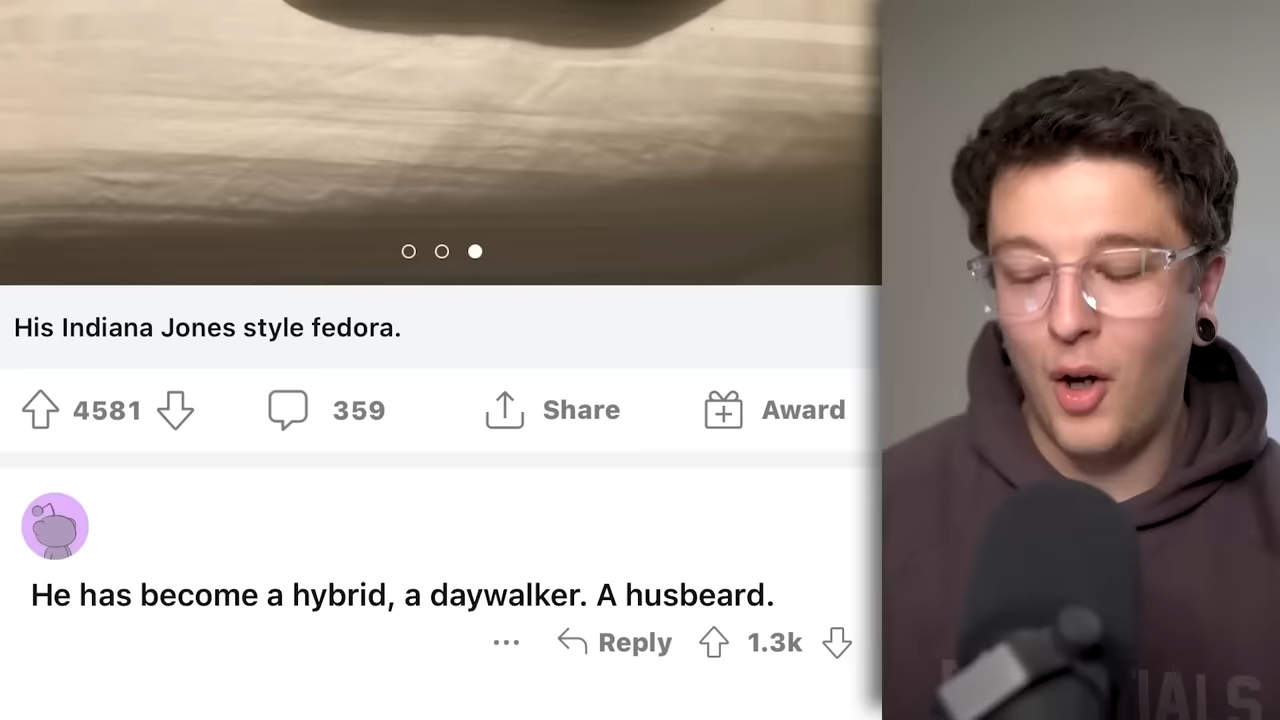 His Indiana Jones style fedora.
4581 359 Share Award
He has become a hybrid, a daywalker. A husbeard.
... Reply 1.3k